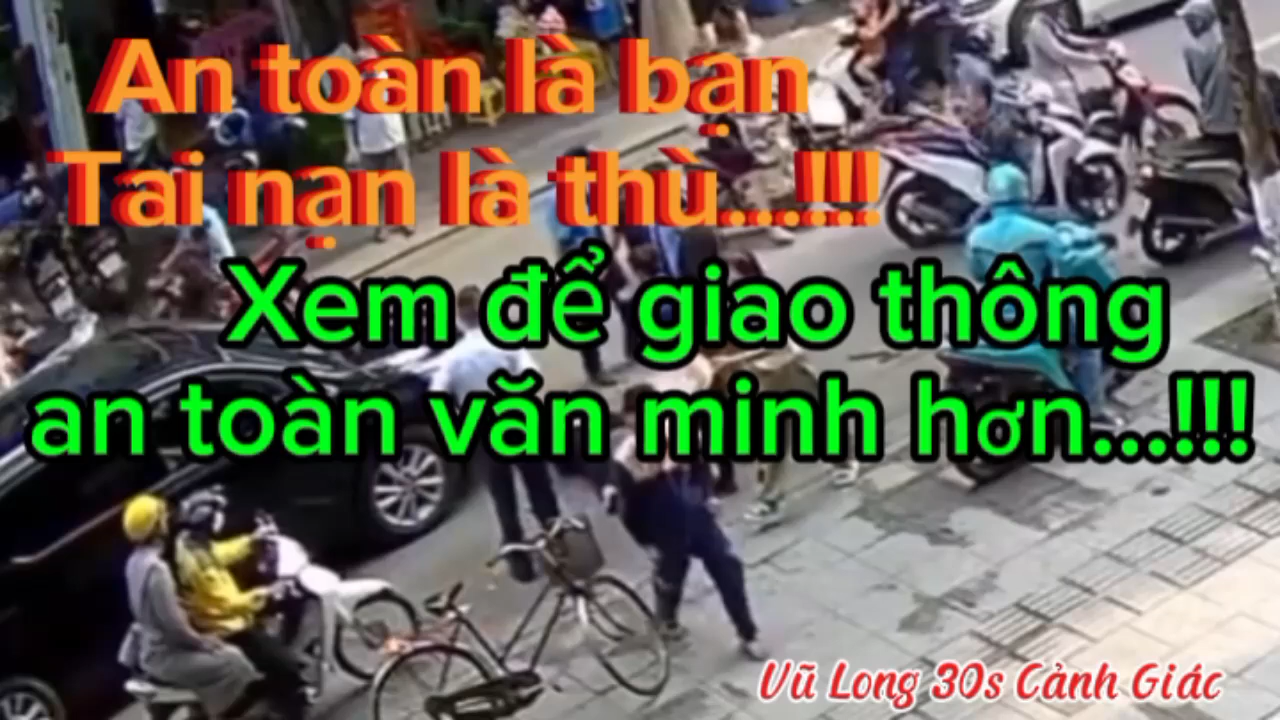 An toàn là bạn
Tai nạn là thù...!!!
Xem để giao thông
an toàn văn minh hơn...!!!
Vũ Long 30s Cảnh Giác